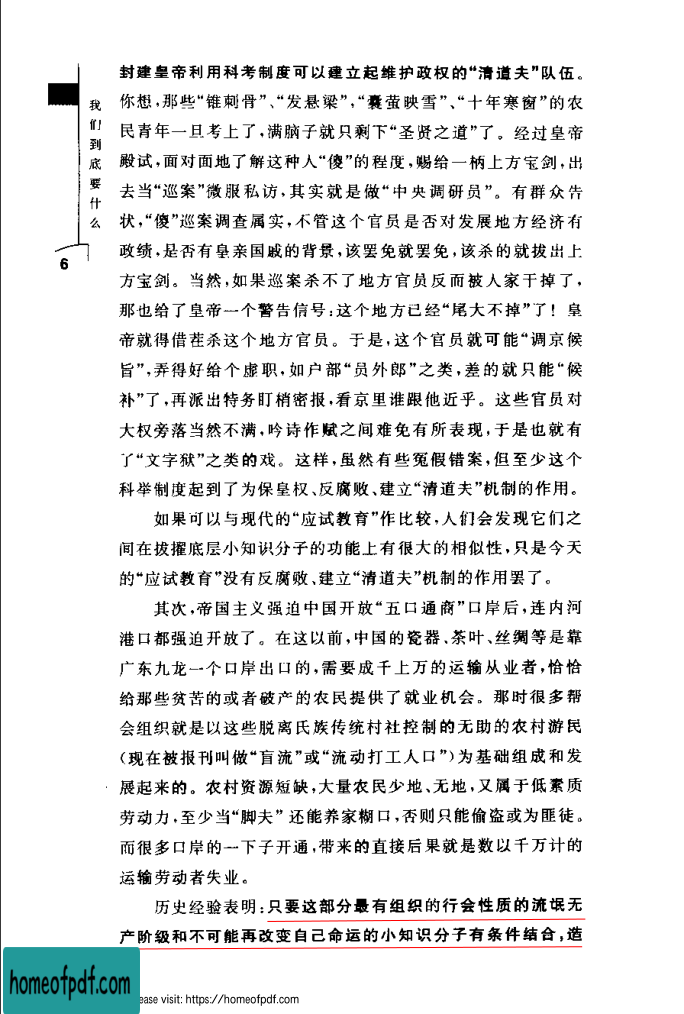 封建皇帝利用科考制度可以建立起维护政权的“清道夫”队伍。
你想,那些“锥刺骨”、“发悬梁”,“囊萤映雪”、“十年寒窗”的农
民青年一旦考上了,满脑子就只剩下“圣贤之道”了。经过皇帝
殿试,面对面地了解这种人“傻”的程度,赐给一柄上方宝剑,出
去当“巡案”微服私访,其实就是做“中央调研员”。有群众告
状,“傻”巡案调查属实,不管这个官员是否对发展地方经济有
政绩,是否有皇亲国戚的背景,该罢免就罢免,该杀的就拔出上
方宝剑。当然,如果巡案杀不了地方官员反而被人家干掉了,
那也给了皇帝一个警告信号:这个地方已经“尾大不掉”了!皇
帝就得借茬杀这个地方官员。于是,这个官员就可能“调京候
旨”,弄得好给个虚职,如户部“员外郎”之类,差的就只能“候
补”了,再派出特务盯梢密报,看京里谁跟他近乎。这些官员对
大权旁落当然不满,吟诗作赋之间难免有所表现,于是也就有
了“文字狱”之类的戏。这样,虽然有些冤假错案,但至少这个
科举制度起到了为保皇权、反腐败、建立“清道夫”机制的作用。
如果可以与现代的“应试教育”作比较,人们会发现它们之
间在拔擢底层小知识分子的功能上有很大的相似性,只是今天
的“应试教育”没有反腐败、建立“清道夫”机制的作用罢了。
其次,帝国主义强迫中国开放“五口通商”口岸后,连内河
港口都强迫开放了。在这以前,中国的瓷器、茶叶、丝绸等是靠
广东九龙一个口岸出口的,需要成千上万的运输从业者,恰恰
给那些贫苦的或者破产的农民提供了就业机会。那时很多帮
会组织就是以这些脱离氏族传统村社控制的无助的农村游民
(现在被报刊叫做“盲流”或“流动打工人口”)为基础组成和发
展起来的。农村资源短缺,大量农民少地、无地,又属于低素质
劳动力,至少当“脚夫”还能养家糊口,否则只能偷盗或为匪徒。
而很多口岸的一下子开通,带来的直接后果就是数以千万计的
运输劳动者失业。
历史经验表明:只要这部分最有组织的行会性质的流氓无
产阶级和不可能再改变自己命运的小知识分子有条件结合,造
我们到底要什么
6
homeofpdf.com
ease visit: https://homeofpdf.com